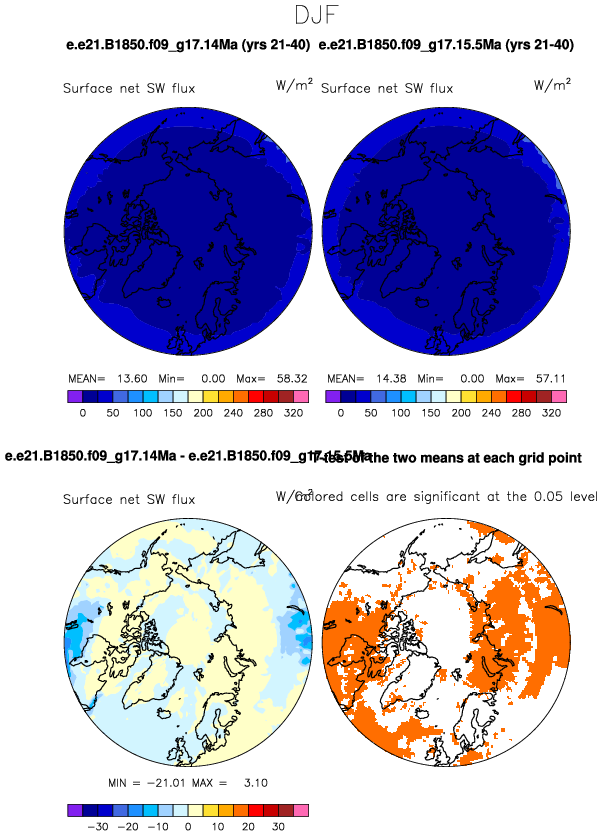 DJF
e.e21.B1850.f09_g17.14Ma (yrs 21-40) e.e21.B1850.f09_g17.15.5Ma (yrs 21-40)
Surface net SW flux W/m² Surface net SW flux W/m²
MEAN= 13.60 Min= 0.00 Max= 58.32 MEAN= 14.38 Min= 0.00 Max= 57.11
0 50 100 150 200 240 280 320 0 50 100 150 200 240 280 320
e.e21.B1850.f09_g17.14Ma - e.e21.B1850.f09_g17.15.5Ma T-test of the two means at each grid point
Surface net SW flux W/m² Colored cells are significant at the 0.05 level
MIN = -21.01 MAX = 3.10
-30 -20 -10 0 10 20 30